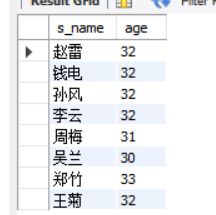 Result Grid Filter
s_name age
赵雷 32
钱电 32
孙风 32
李云 32
周梅 31
吴兰 30
郑竹 33
王菊 32